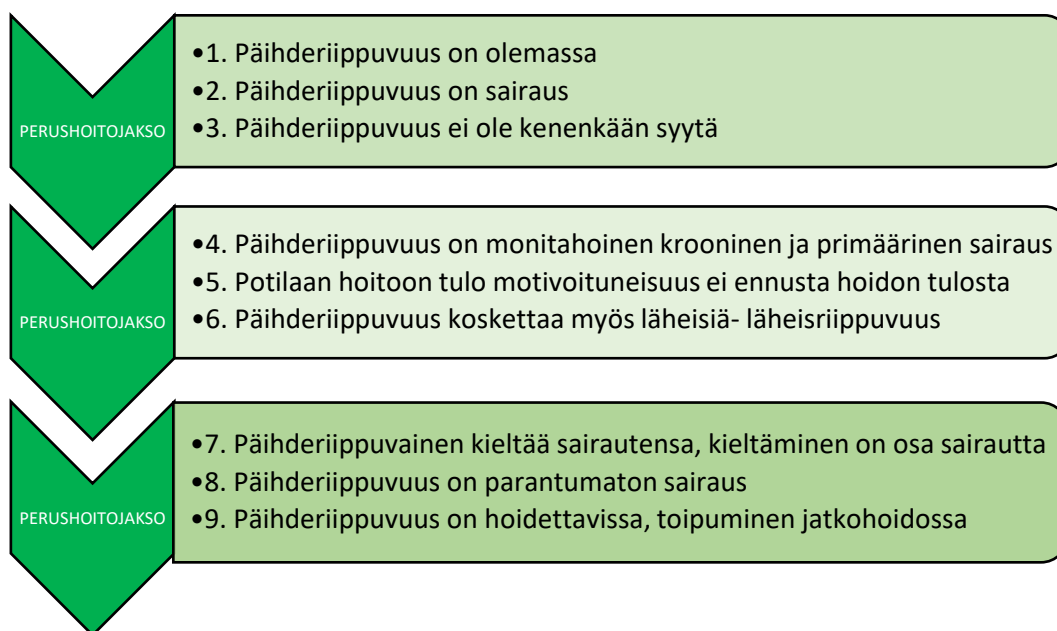 PERUSHOITOJAKSO
•1. Päihderiippuvuus on olemassa
•2. Päihderiippuvuus on sairaus
•3. Päihderiippuvuus ei ole kenenkään syytä
PERUSHOITOJAKSO
•4. Päihderiippuvuus on monitahoinen krooninen ja primäärinen sairaus
•5. Potilaan hoitoon tulo motivoituneisuus ei ennusta hoidon tulosta
•6. Päihderiippuvuus koskettaa myös läheisiä- läheisriippuvuus
PERUSHOITOJAKSO
•7. Päihderiippuvainen kieltää sairautensa, kieltäminen on osa sairautta
•8. Päihderiippuvuus on parantumaton sairaus
•9. Päihderiippuvuus on hoidettavissa, toipuminen jatkohoidossa